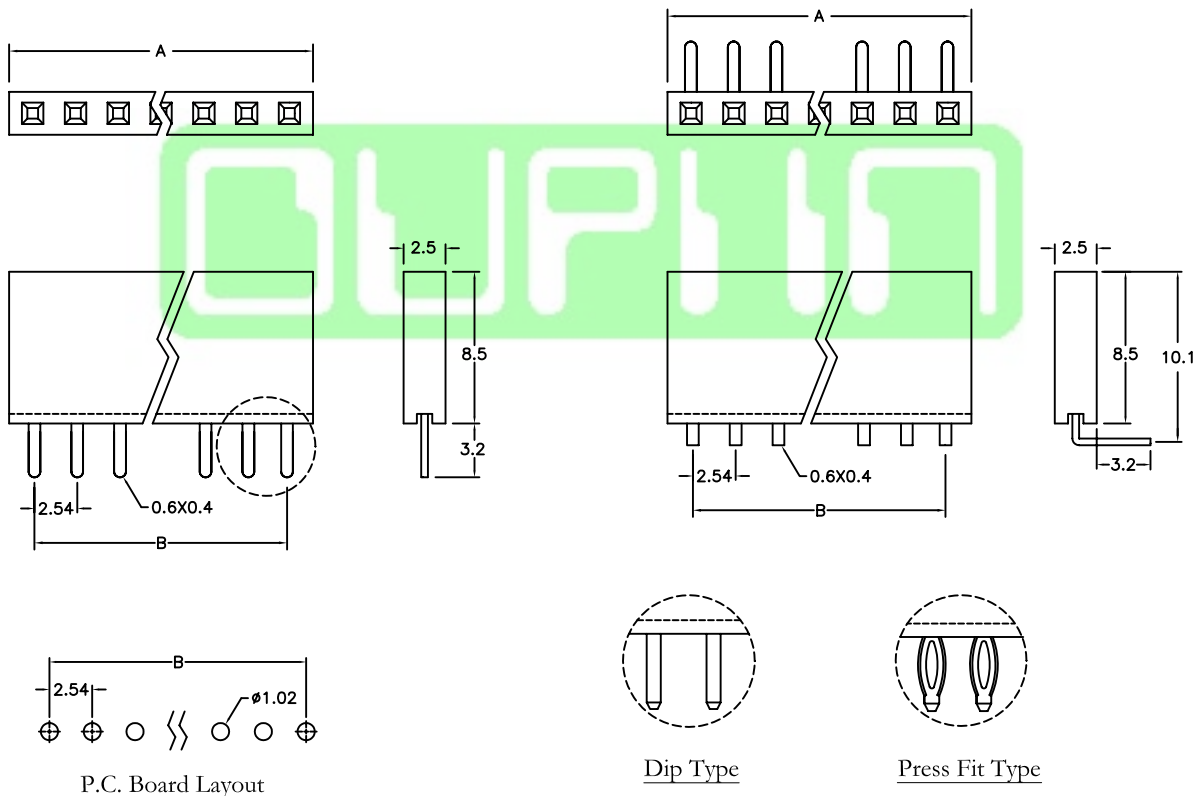 A
A
OUPIIN
2.5
2.5
8.5
8.5
10.1
3.2
3.2
2.54
0.6X0.4
2.54
0.6X0.4
B
B
B
2.54
ø1.02
P.C. Board Layout
Dip Type
Press Fit Type